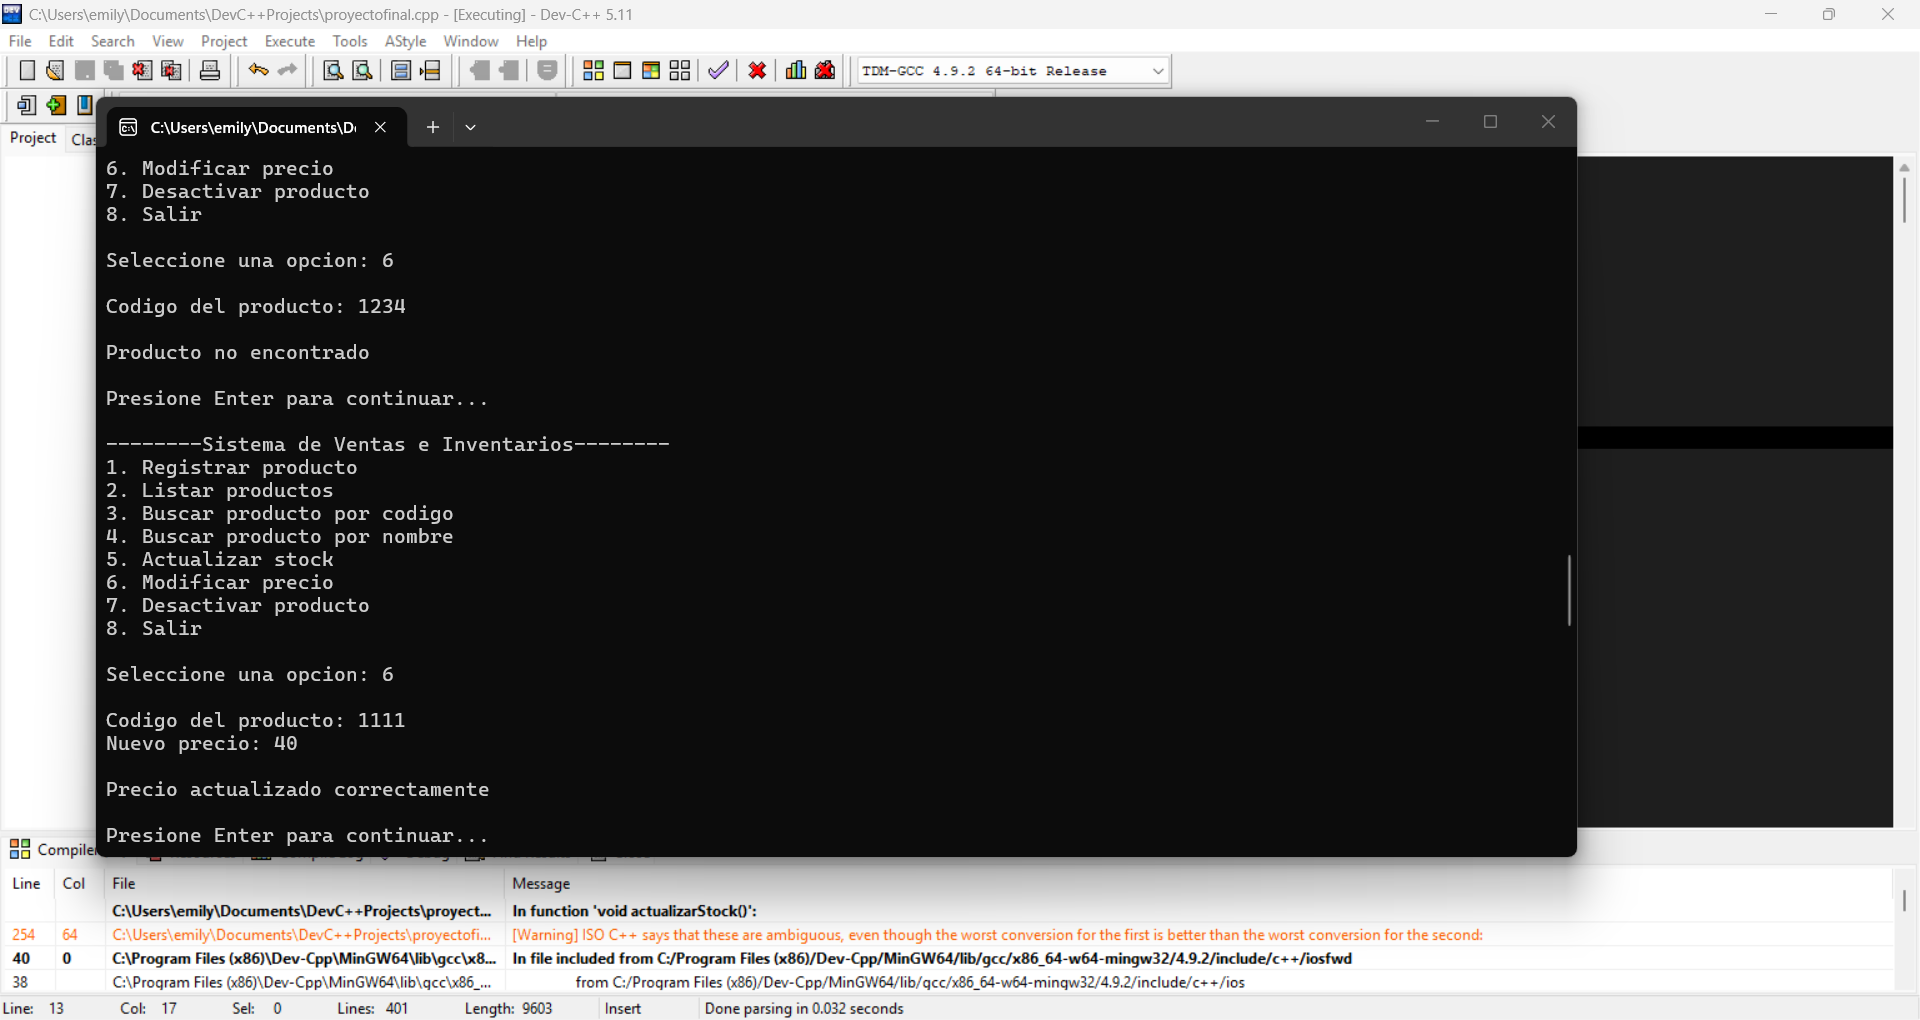 C:\Users\emily\Documents\DevC++Projects\proyectofinal.cpp - [Executing] - Dev-C++ 5.11
File Edit Search View Project Execute Tools AStyle Window Help
TDM-GCC 4.9.2 64-bit Release
Project Clas
C:\Users\emily\Documents\D
6. Modificar precio
7. Desactivar producto
8. Salir
Seleccione una opcion: 6
Codigo del producto: 1234
Producto no encontrado
Presione Enter para continuar...
--------Sistema de Ventas e Inventarios--------
1. Registrar producto
2. Listar productos
3. Buscar producto por codigo
4. Buscar producto por nombre
5. Actualizar stock
6. Modificar precio
7. Desactivar producto
8. Salir
Seleccione una opcion: 6
Codigo del producto: 1111
Nuevo precio: 40
Precio actualizado correctamente
Presione Enter para continuar...
Compiler
Line Col File Message
C:\Users\emily\Documents\DevC++Projects\proyect... In function 'void actualizarStock()':
254 64 C:\Users\emily\Documents\DevC++Projects\proyectofi... [Warning] ISO C++ says that these are ambiguous, even though the worst conversion for the first is better than the worst conversion for the second:
40 0 C:\Program Files (x86)\Dev-Cpp\MinGW64\lib\gcc\x8... In file included from C:/Program Files (x86)/Dev-Cpp/MinGW64/lib/gcc/x86_64-w64-mingw32/4.9.2/include/c++/iosfwd
38 C:\Program Files (x86)\Dev-Cpp\MinGW64\lib\gcc\x86_... from C:/Program Files (x86)/Dev-Cpp/MinGW64/lib/gcc/x86_64-w64-mingw32/4.9.2/include/c++/ios
Line: 13 Col: 17 Sel: 0 Lines: 401 Length: 9603 Insert Done parsing in 0.032 seconds